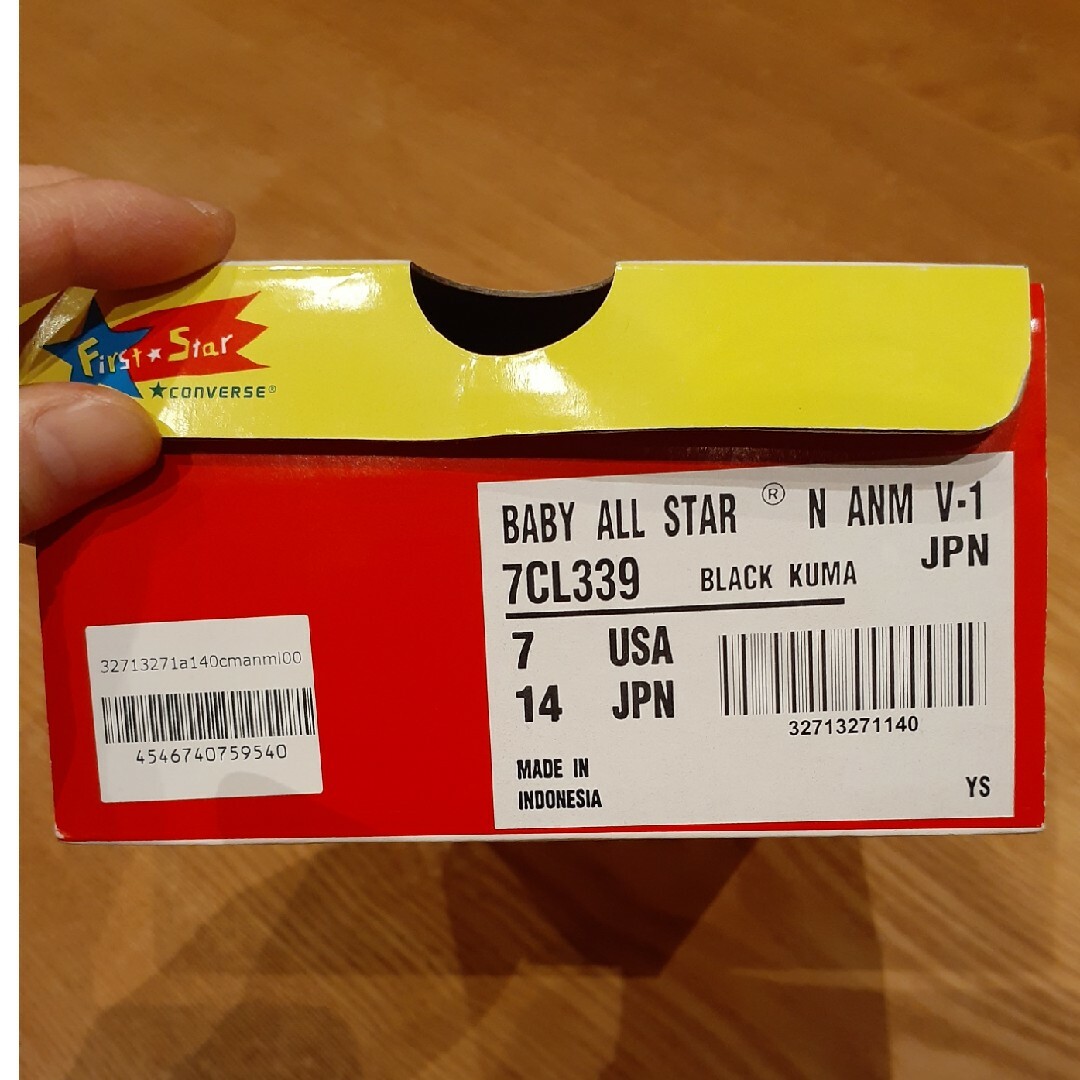 First★Star
★CONVERSE®
BABY ALL STAR ® N ANM V-1
JPN
7CL339 BLACK KUMA
7 USA
14 JPN
32713271140
MADE IN
INDONESIA
YS
32713271a140cmanml00
4546740759540